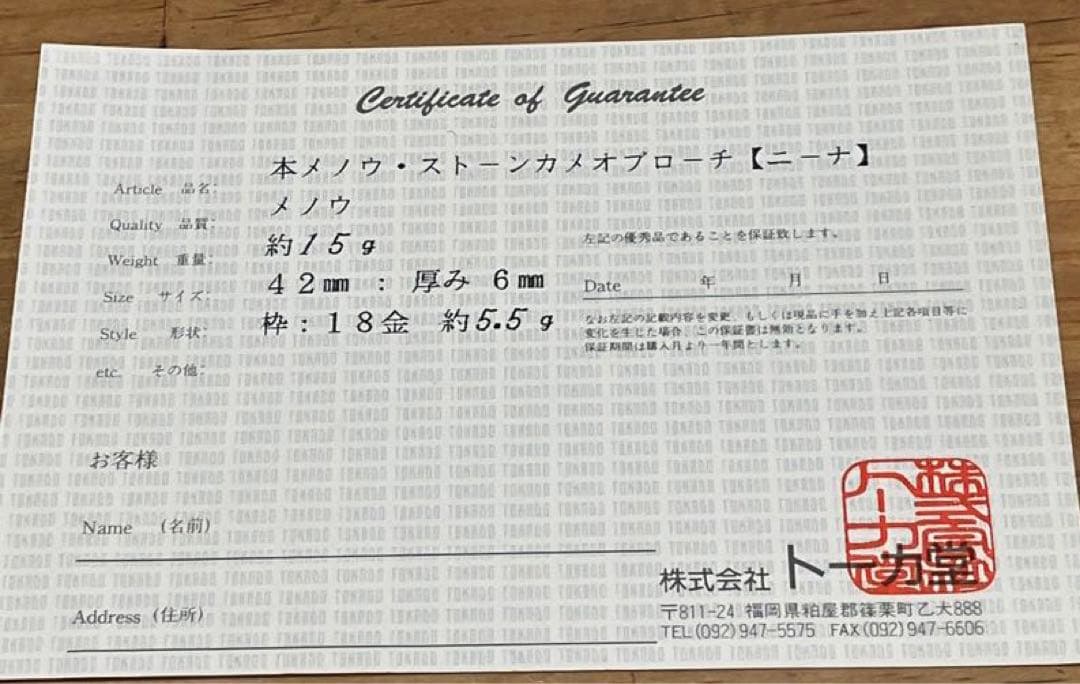 Certificate of Guarantee
Article 品名: 本メノウ・ストーンカメオブローチ【ニーナ】
Quality 品質: メノウ
Weight 重量: 約15g
Size サイズ: 42㎜ : 厚み 6㎜
Style 形状: 枠:18金 約5.5g
etc. その他:
左記の優秀品であることを保証致します。
Date 年 月 日
なお左記の記載内容を変更、もしくは現品に手を加え上記各項目等に
変化を生じた場合、この保証書は無効となります。
保証期間は購入月より一年間とします。
お客様
Name (名前)
Address (住所)
株式会社 トーカ堂
〒811-24 福岡県粕屋郡篠栗町乙犬888
TEL(092)947-5575 FAX(092)947-6606